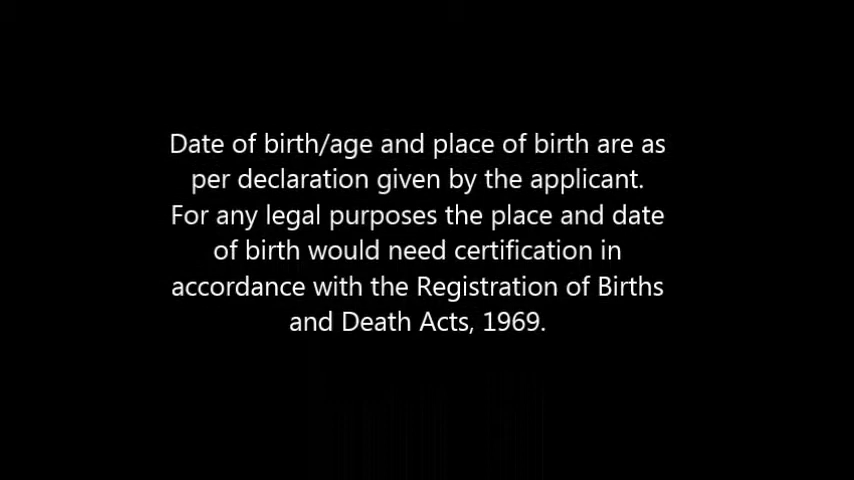 Date of birth/age and place of birth are as
per declaration given by the applicant.
For any legal purposes the place and date
of birth would need certification in
accordance with the Registration of Births
and Death Acts, 1969.